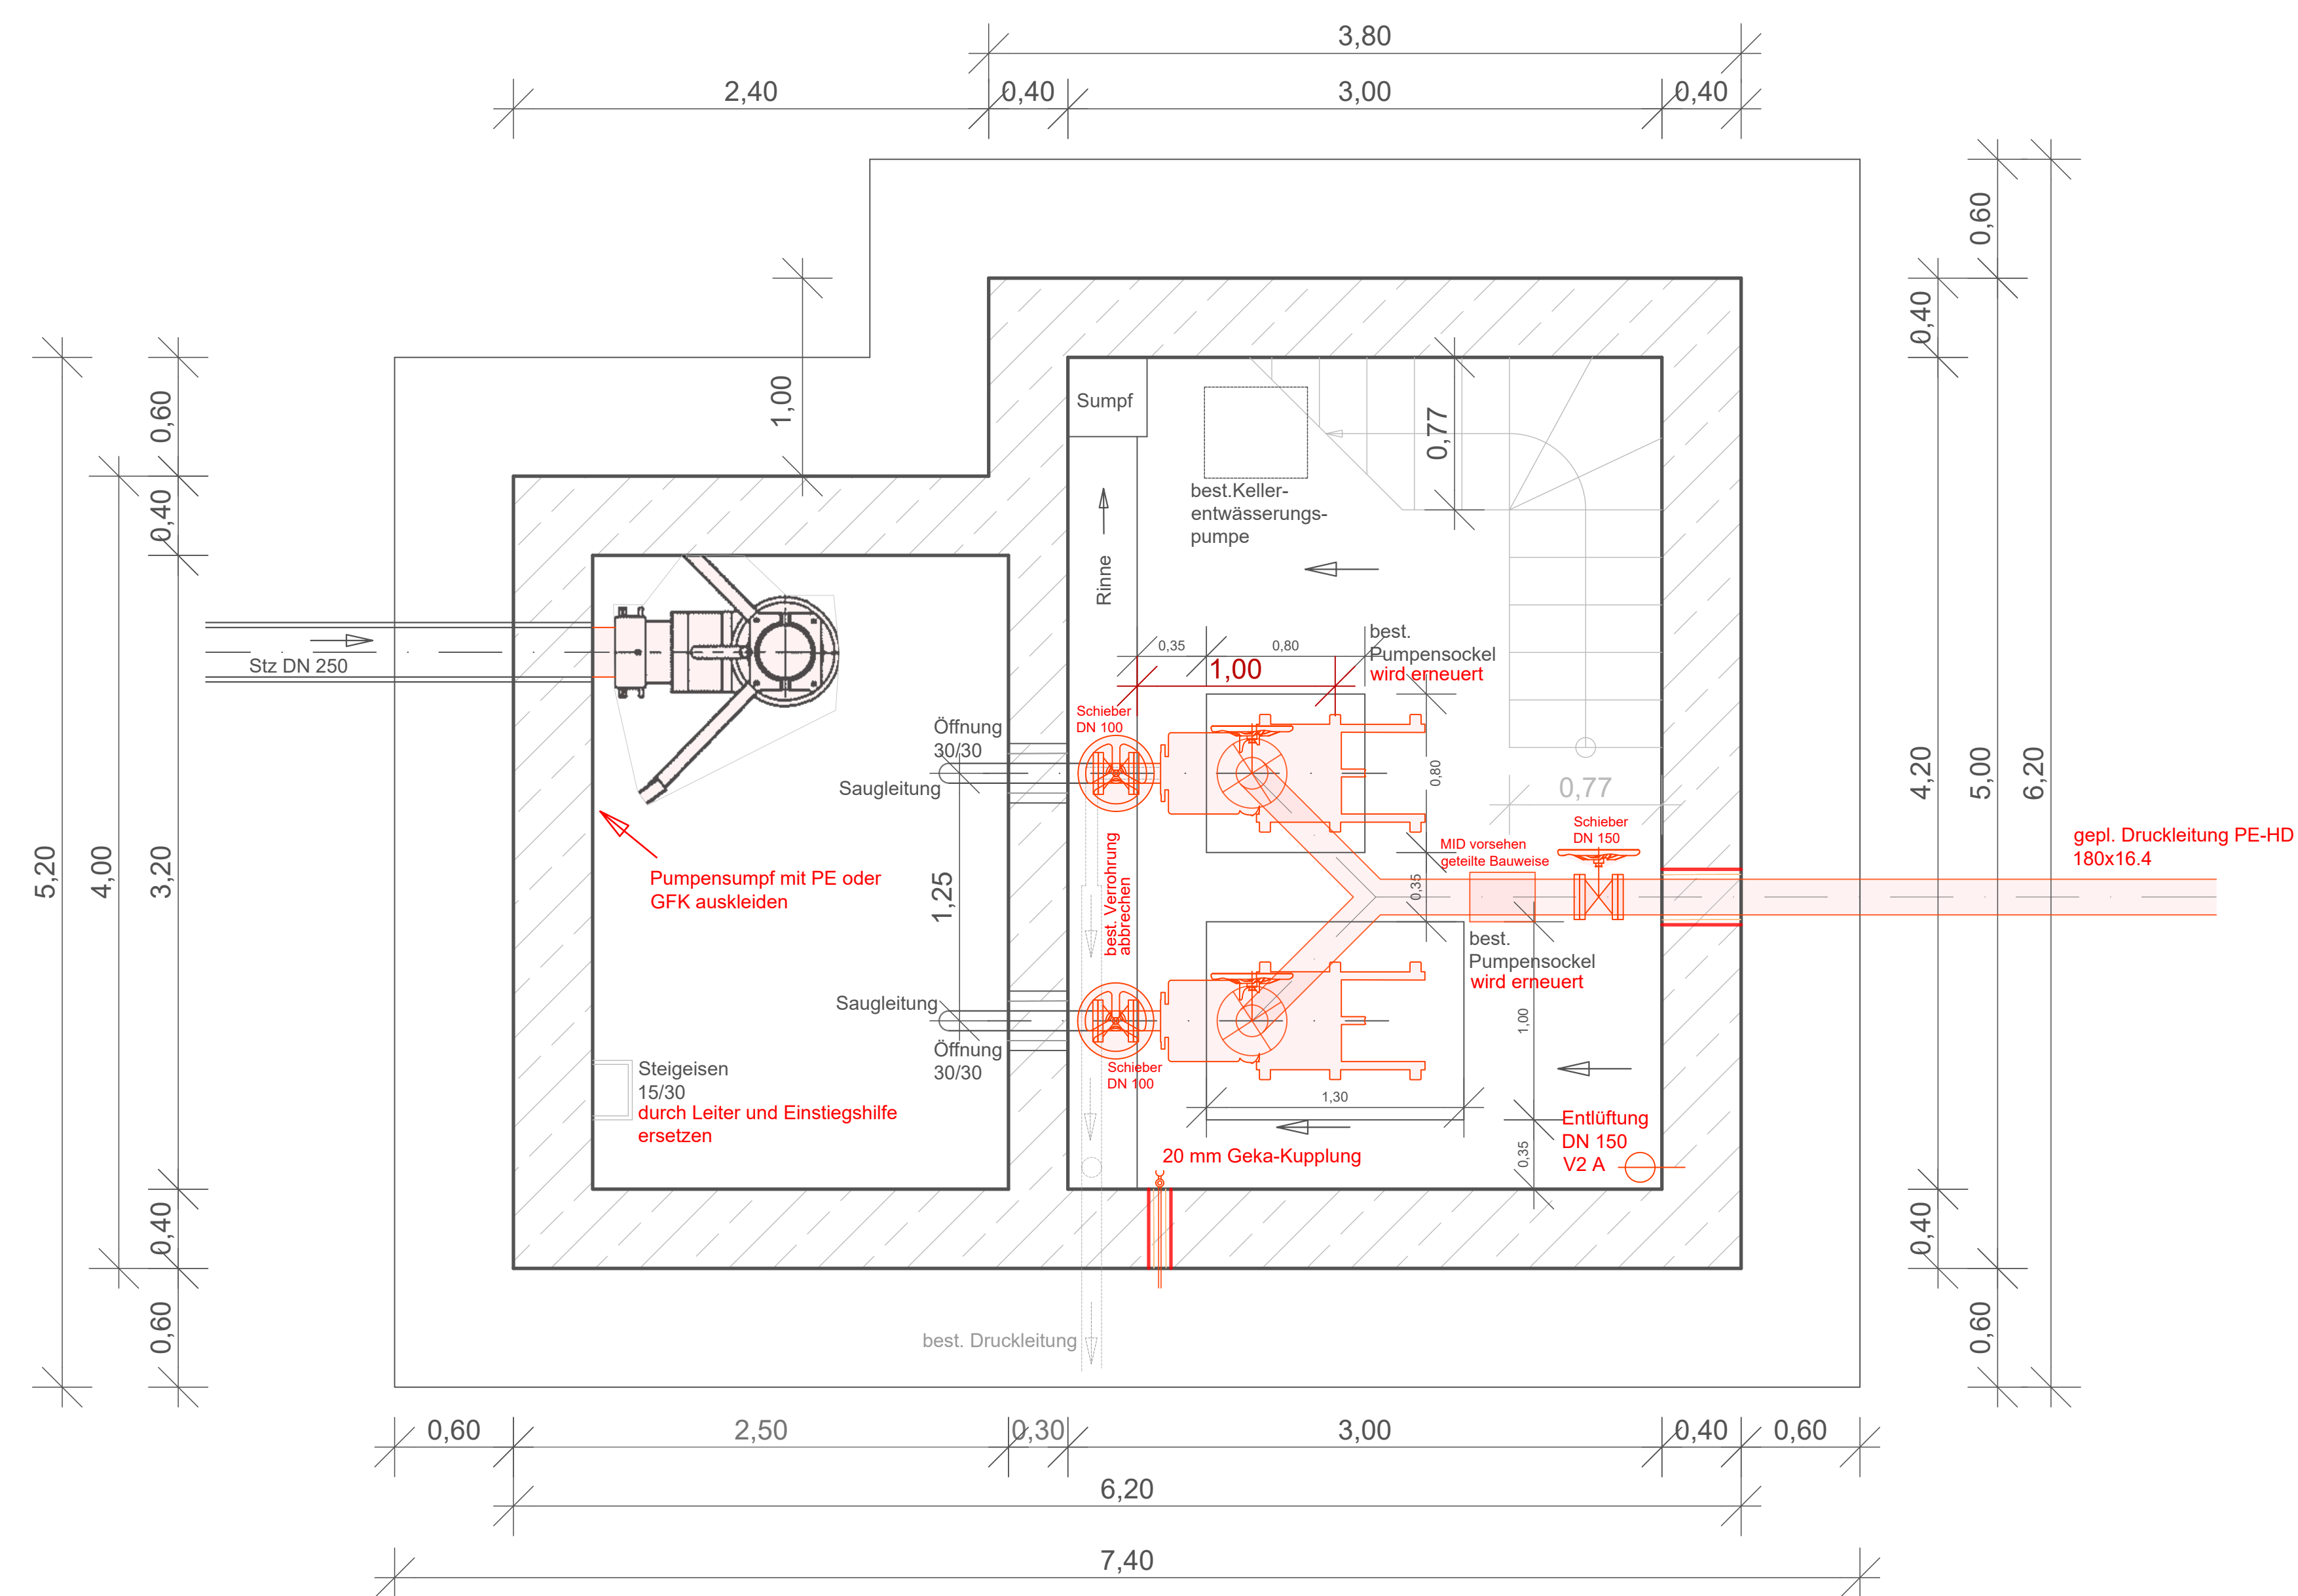 3,80
2,40
0,40
3,00
0,40
0,60
0,40
1,00
0,60
0,40
Sumpf
0,77
best.Keller-
entwässerungs-
pumpe
Rinne
Stz DN 250
0,35
0,80
best.
Pumpensockel
wird erneuert
1,00
Schieber
DN 100
Öffnung
30/30
Saugleitung
0,80
0,77
4,20
5,00
6,20
Schieber
DN 150
MID vorsehen
geteilte Bauweise
gepl. Druckleitung PE-HD
180x16.4
5,20
4,00
3,20
Pumpensumpf mit PE oder
GFK auskleiden
1,25
best. Verrohrung
abbrechen
0,35
best.
Pumpensockel
wird erneuert
Saugleitung
Öffnung
30/30
1,00
Schieber
DN 100
Steigeisen
15/30
durch Leiter und Einstiegshilfe
ersetzen
1,30
Entlüftung
DN 150
V2 A
20 mm Geka-Kupplung
0,35
0,40
0,40
0,60
0,60
best. Druckleitung
0,60
2,50
0,30
3,00
0,40
0,60
6,20
7,40